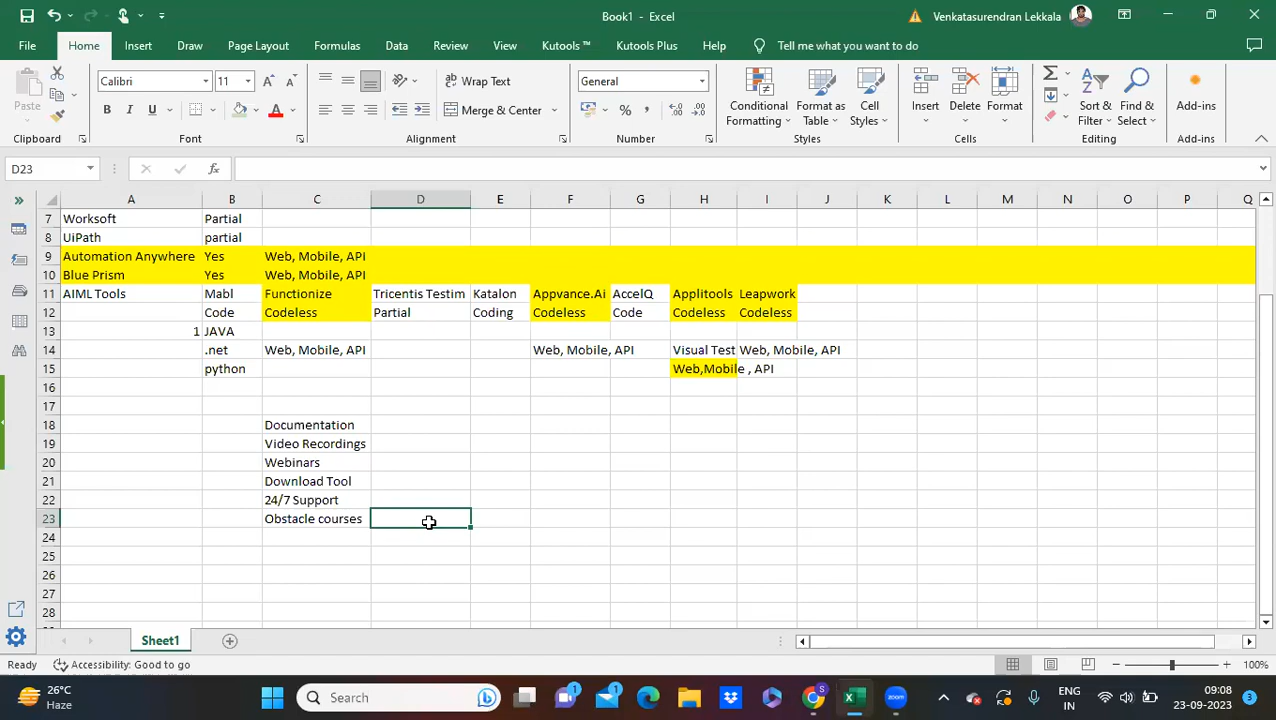 Book1 - Excel
Venkatasurendran Lekkala
File Home Insert Draw Page Layout Formulas Data Review View Kutools ™ Kutools Plus Help Tell me what you want to do
Calibri 11 Wrap Text General
Paste B I U Merge & Center Conditional Formatting Format as Table Cell Styles Insert Delete Format Sort & Filter Find & Select Add-ins
Clipboard Font Alignment Number Styles Cells Editing Add-ins
D23
A B C D E F G H I J K L M N O P Q
7 Worksoft Partial
8 UiPath partial
9 Automation Anywhere Yes Web, Mobile, API
10 Blue Prism Yes Web, Mobile, API
11 AIML Tools Mabl Functionize Tricentis Testim Katalon Appvance.Ai AccelQ Applitools Leapwork
12 Code Codeless Partial Coding Codeless Code Codeless Codeless
13 1 JAVA
14 .net Web, Mobile, API Web, Mobile, API Visual Test Web, Mobile, API
15 python Web,Mobile , API
16
17
18 Documentation
19 Video Recordings
20 Webinars
21 Download Tool
22 24/7 Support
23 Obstacle courses
24
25
26
27
28
Sheet1
Ready Accessibility: Good to go 100%
26°C
Haze
Search
ENG
IN
09:08
23-09-2023